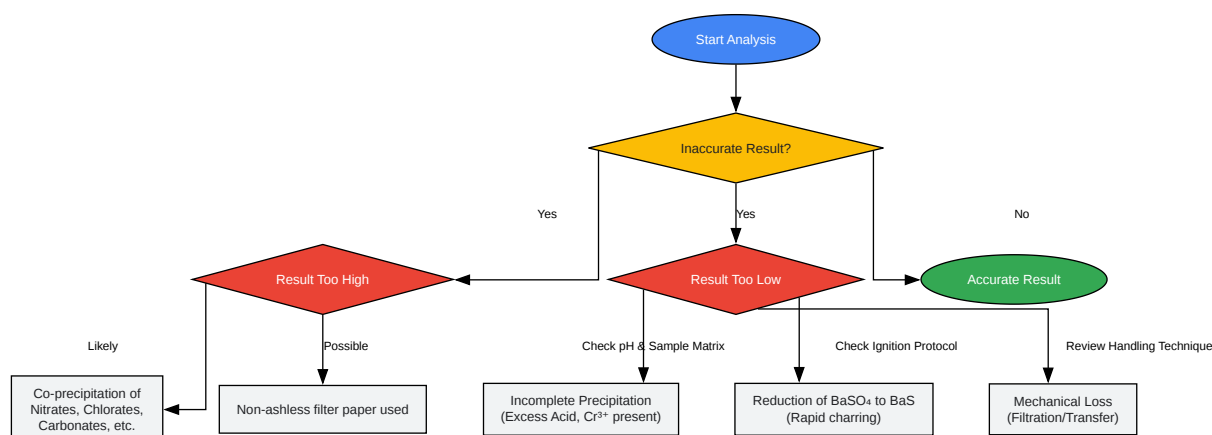 Start Analysis
Inaccurate Result?
Yes
Yes
No
Result Too High
Result Too Low
Accurate Result
Likely
Possible
Check pH & Sample Matrix
Check Ignition Protocol
Review Handling Technique
Co-precipitation of
Nitrates, Chlorates,
Carbonates, etc.
Non-ashless filter paper used
Incomplete Precipitation
(Excess Acid, Cr³⁺ present)
Reduction of BaSO₄ to BaS
(Rapid charring)
Mechanical Loss
(Filtration/Transfer)